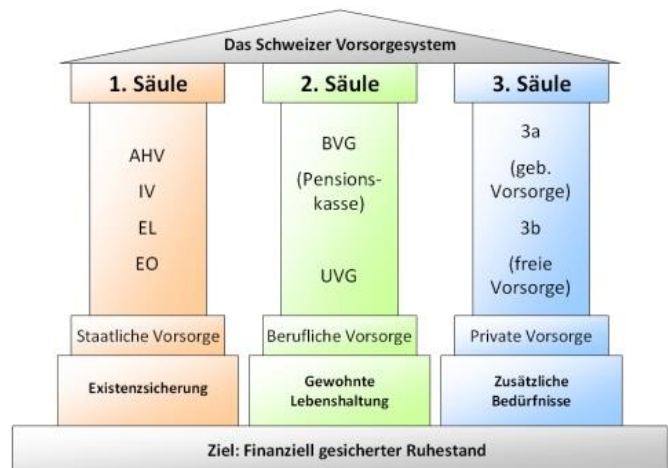 Das Schweizer Vorsorgesystem
1. Säule
AHV
IV
EL
EO
Staatliche Vorsorge
Existenzsicherung
2. Säule
BVG
(Pensions-
kasse)
UVG
Berufliche Vorsorge
Gewohnte
Lebenshaltung
3. Säule
3a
(geb.
Vorsorge)
3b
(freie
Vorsorge)
Private Vorsorge
Zusätzliche
Bedürfnisse
Ziel: Finanziell gesicherter Ruhestand